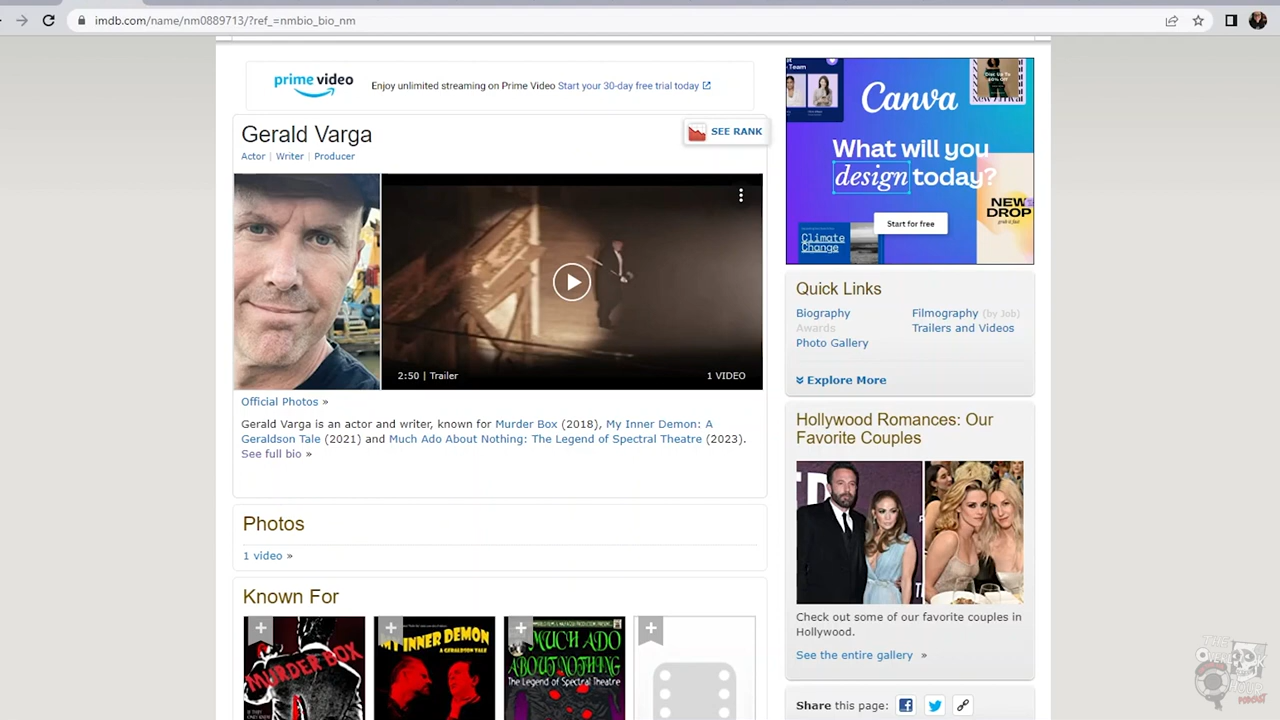 imdb.com/name/nm0889713/?ref_=nmbio_bio_nm
prime video
Enjoy unlimited streaming on Prime Video Start your 30-day free trial today
Gerald Varga
SEE RANK
Actor | Writer | Producer
2:50 | Trailer
1 VIDEO
Official Photos »
Gerald Varga is an actor and writer, known for Murder Box (2018), My Inner Demon: A
Geraldson Tale (2021) and Much Ado About Nothing: The Legend of Spectral Theatre (2023).
See full bio »
Photos
1 video »
Known For
MURDER BOX
MY INNER DEMON
A GERALDSON TALE
MUCH ADO
ABOUT NOTHING
The Legend of Spectral Theatre
Canva
What will you
design today?
Start for free
NEW
DROP
Climate
Change
Quick Links
Biography
Filmography (by Job)
Awards
Trailers and Videos
Photo Gallery
Explore More
Hollywood Romances: Our
Favorite Couples
Check out some of our favorite couples in
Hollywood.
See the entire gallery »
Share this page:
PODCAST